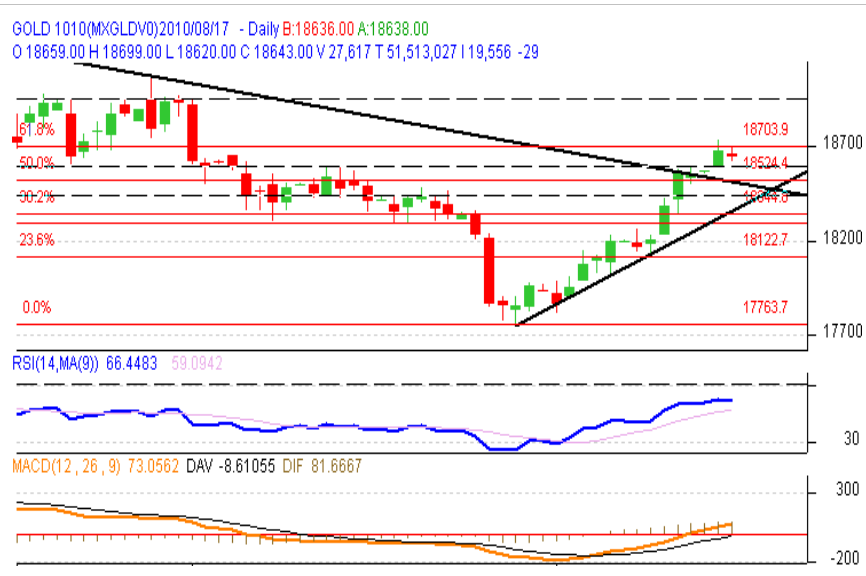 GOLD 1010(MXGLDV0)2010/08/17 - Daily B:18636.00 A:18638.00
O 18659.00 H 18699.00 L 18620.00 C 18643.00 V 27,617 T 51,513,027 I 19,556 -29
61.8% 18703.9
18700
50.0% 18524.4
18344.0
23.6% 18122.7
18200
0.0% 17763.7
17700
RSI(14,MA(9)) 66.4483 59.0942
30
MACD(12 , 26 , 9) 73.0562 DAV -8.61055 DIF 81.6667
300
-200